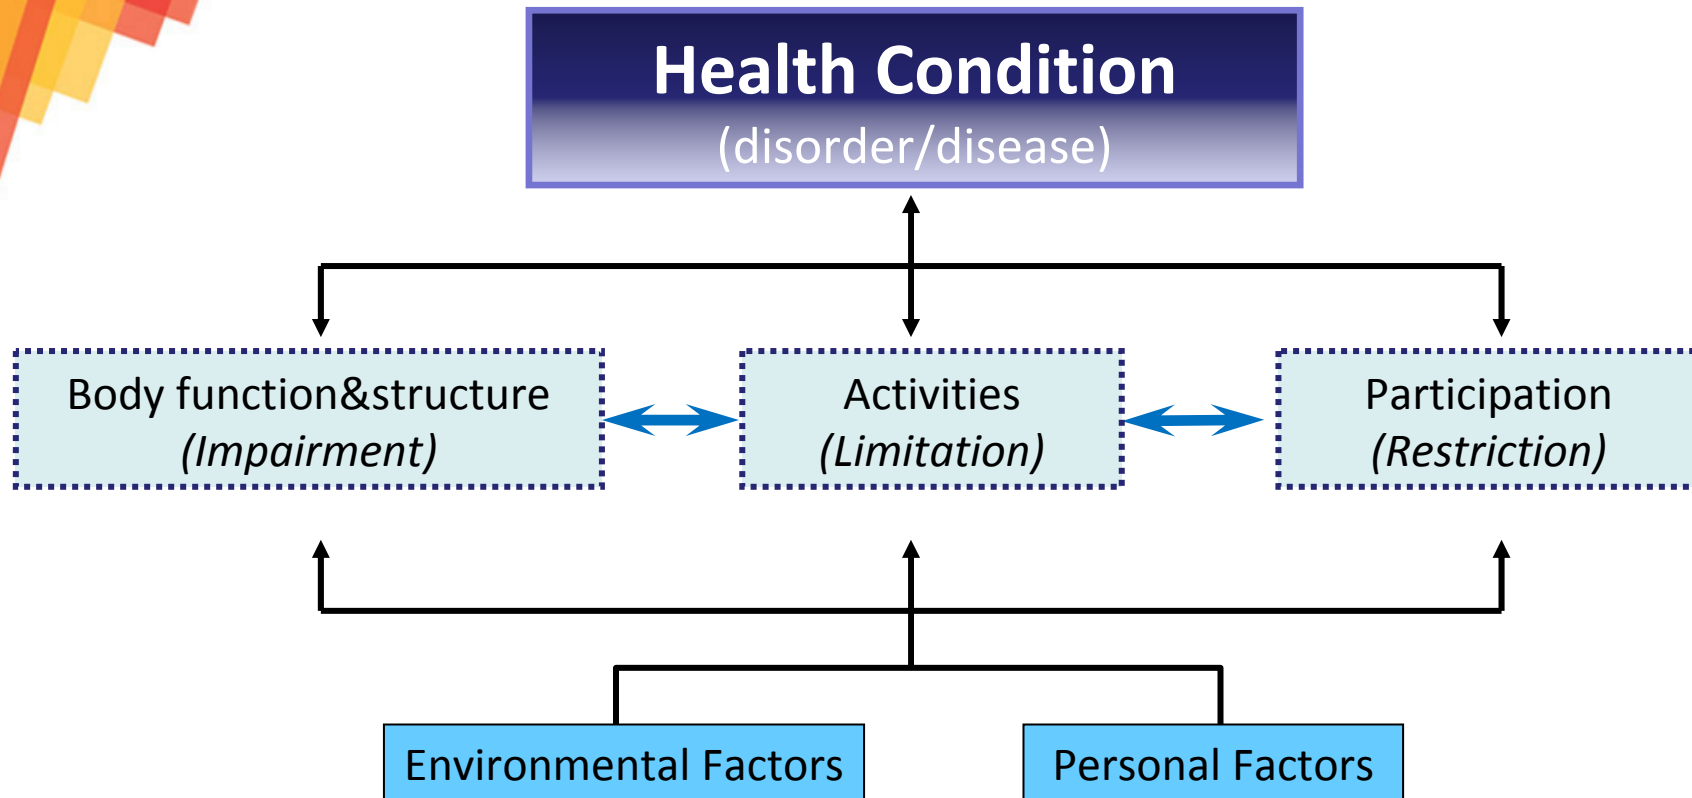 Health Condition
(disorder/disease)
Body function&structure
(Impairment)
Activities
(Limitation)
Participation
(Restriction)
Environmental Factors
Personal Factors